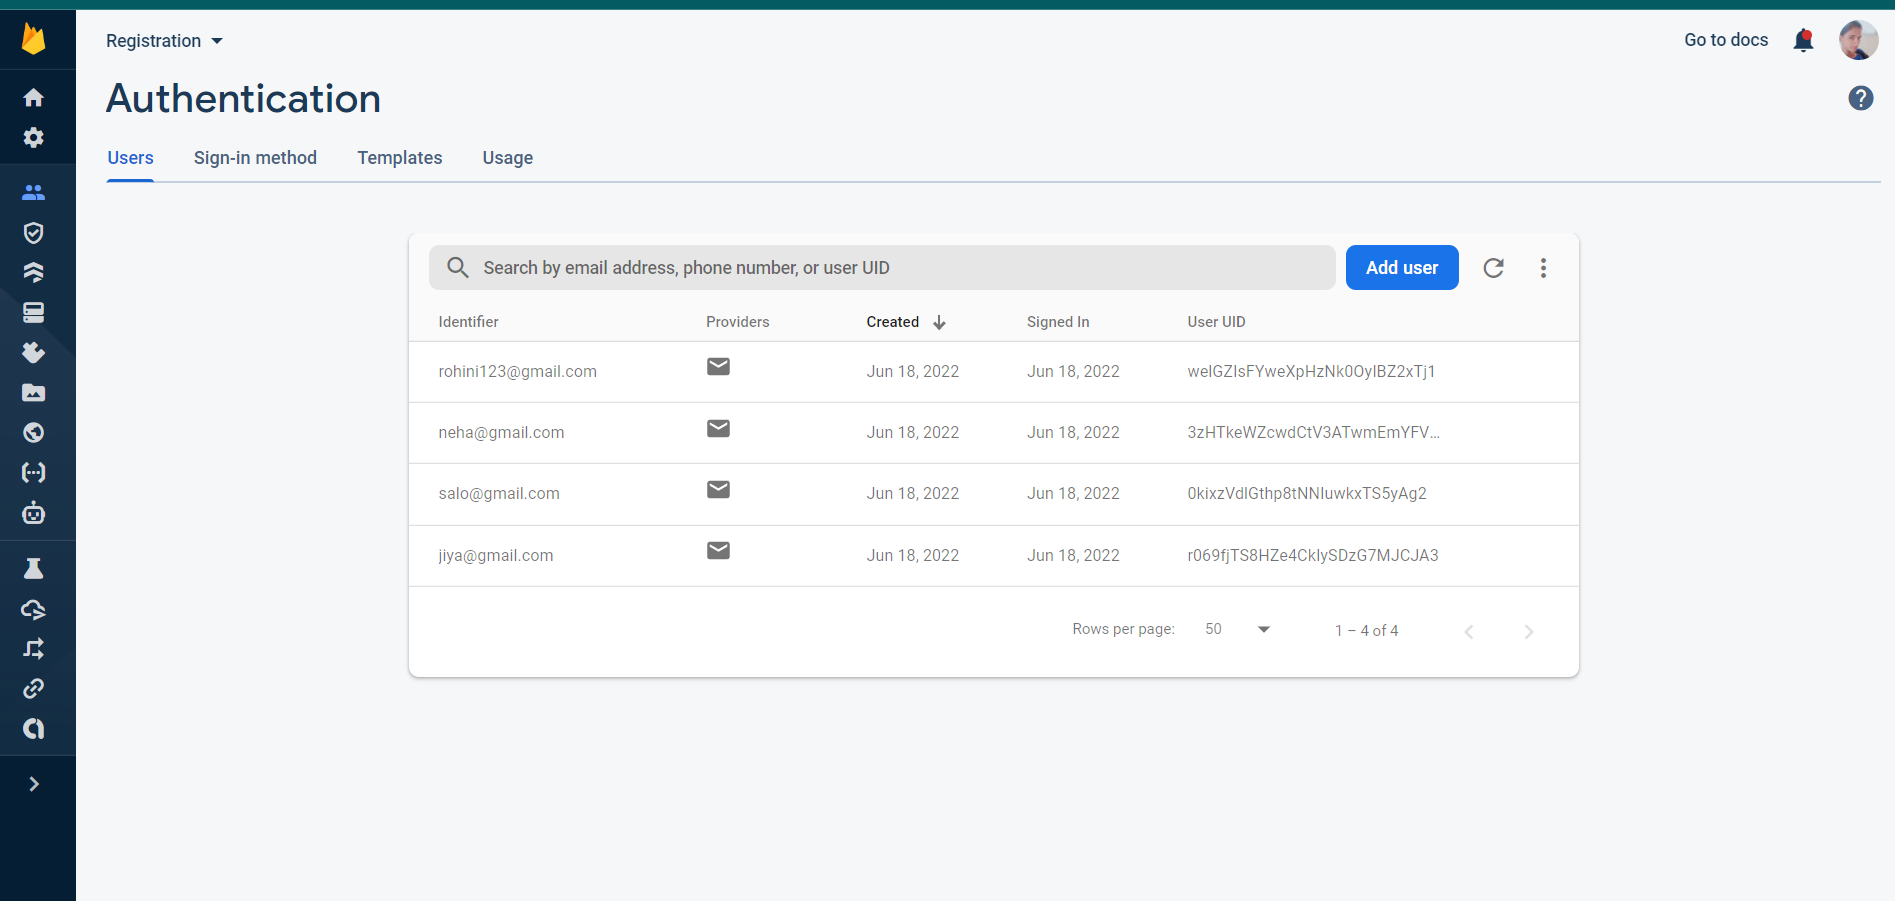 Registration
Go to docs
Authentication
Users Sign-in method Templates Usage
Search by email address, phone number, or user UID
Add user
Identifier Providers Created Signed In User UID
rohini123@gmail.com Jun 18, 2022 Jun 18, 2022 welGZIsFYweXpHzNk0OyIBZ2xTj1
neha@gmail.com Jun 18, 2022 Jun 18, 2022 3zHTkeWZcwdCtV3ATwmEmYFV...
salo@gmail.com Jun 18, 2022 Jun 18, 2022 0kixzVdIGthp8tNNIuwkxTS5yAg2
jiya@gmail.com Jun 18, 2022 Jun 18, 2022 r069fjTS8HZe4CkIySDzG7MJCJA3
Rows per page: 50 1 – 4 of 4